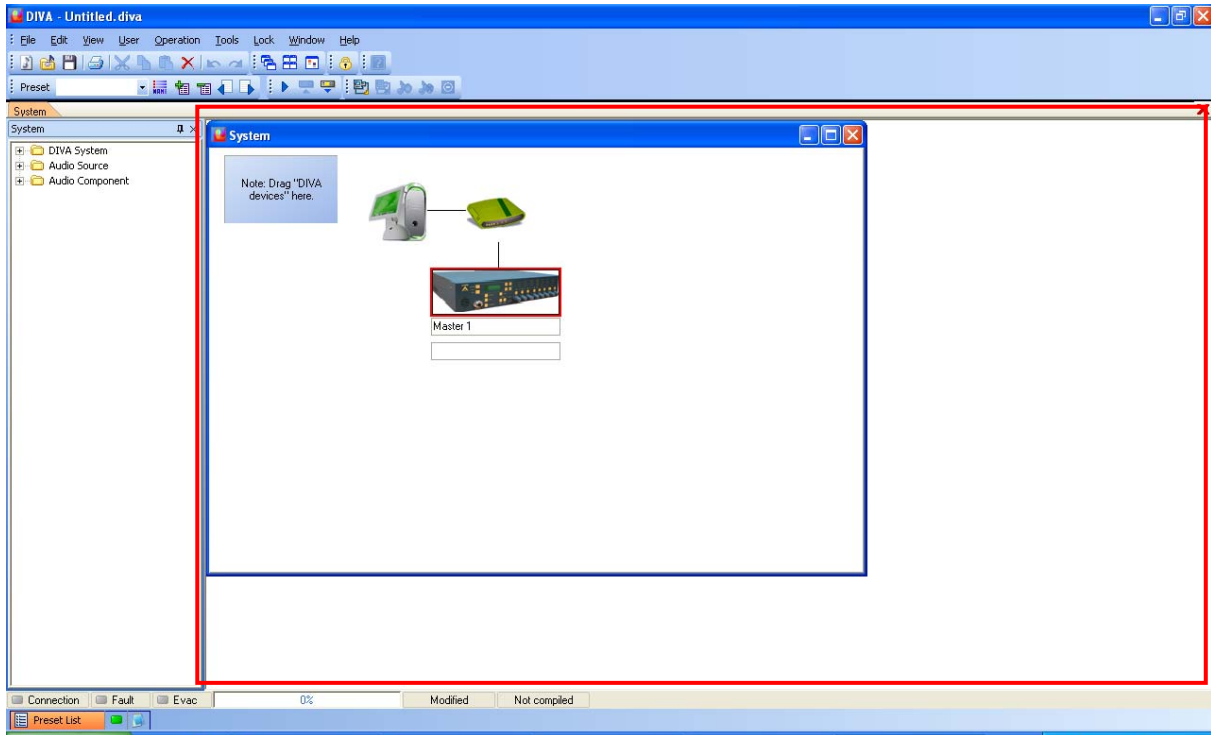 DIVA - Untitled.diva
File Edit View User Operation Tools Lock Window Help
Preset
System
System
DIVA System
Audio Source
Audio Component
System
Note: Drag "DIVA
devices" here.
Master 1
Connection Fault Evac 0% Modified Not compiled
Preset List